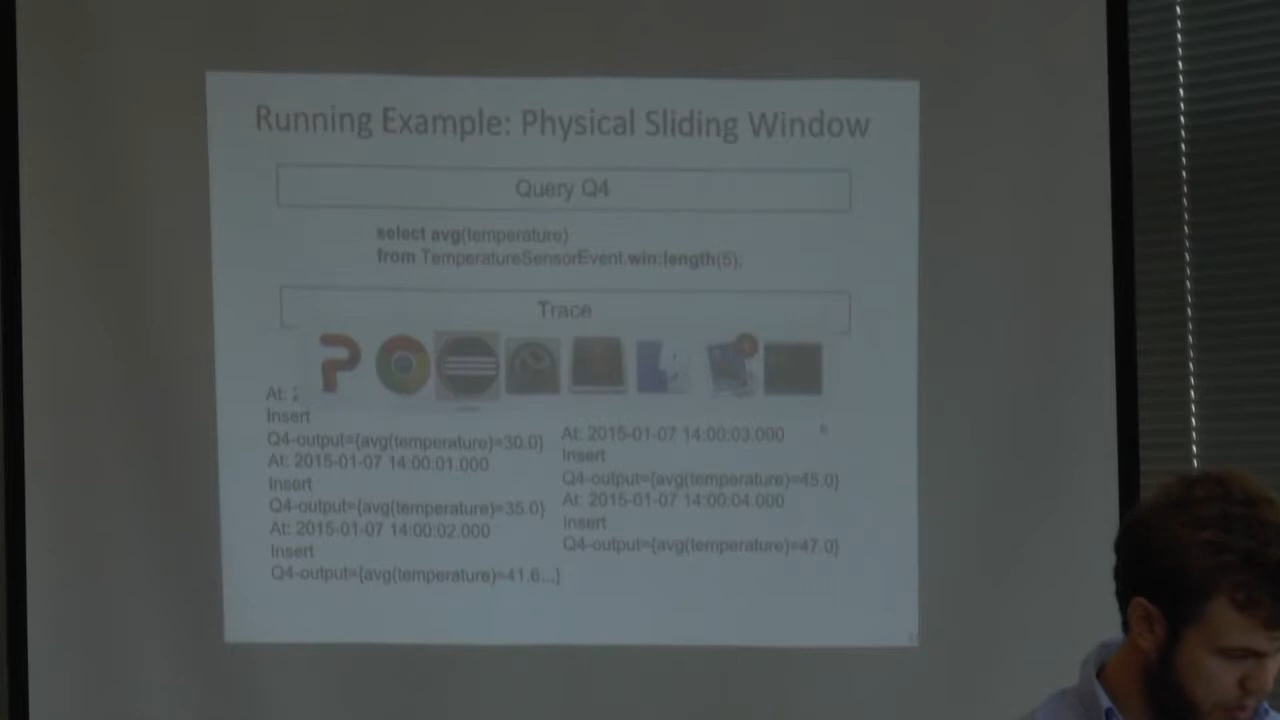 Running Example: Physical Sliding Window
Query Q4
select avg(temperature)
from TemperatureSensorEvent.win:length(5);
Trace
At:
Insert
Q4-output={avg(temperature)=30.0}
At: 2015-01-07 14:00:01.000
Insert
Q4-output={avg(temperature)=35.0}
At: 2015-01-07 14:00:02.000
Insert
Q4-output={avg(temperature)=41.6...}
At: 2015-01-07 14:00:03.000
Insert
Q4-output={avg(temperature)=45.0}
At: 2015-01-07 14:00:04.000
Insert
Q4-output={avg(temperature)=47.0}